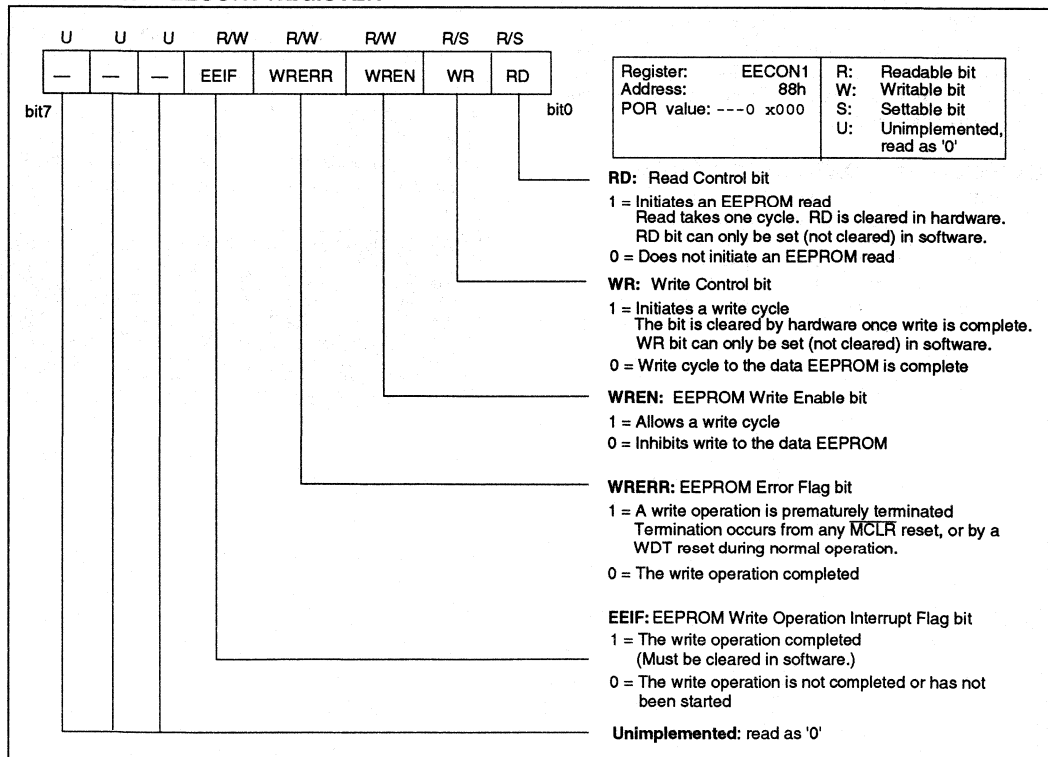 U U U R/W R/W R/W R/S R/S
— — — EEIF WRERR WREN WR RD
bit7 bit0
Register: EECON1
Address: 88h
POR value: ---0 x000
R: Readable bit
W: Writable bit
S: Settable bit
U: Unimplemented,
read as '0'
RD: Read Control bit
1 = Initiates an EEPROM read
Read takes one cycle. RD is cleared in hardware.
RD bit can only be set (not cleared) in software.
0 = Does not initiate an EEPROM read
WR: Write Control bit
1 = Initiates a write cycle
The bit is cleared by hardware once write is complete.
WR bit can only be set (not cleared) in software.
0 = Write cycle to the data EEPROM is complete
WREN: EEPROM Write Enable bit
1 = Allows a write cycle
0 = Inhibits write to the data EEPROM
WRERR: EEPROM Error Flag bit
1 = A write operation is prematurely terminated
Termination occurs from any MCLR reset, or by a
WDT reset during normal operation.
0 = The write operation completed
EEIF: EEPROM Write Operation Interrupt Flag bit
1 = The write operation completed
(Must be cleared in software.)
0 = The write operation is not completed or has not
been started
Unimplemented: read as '0'